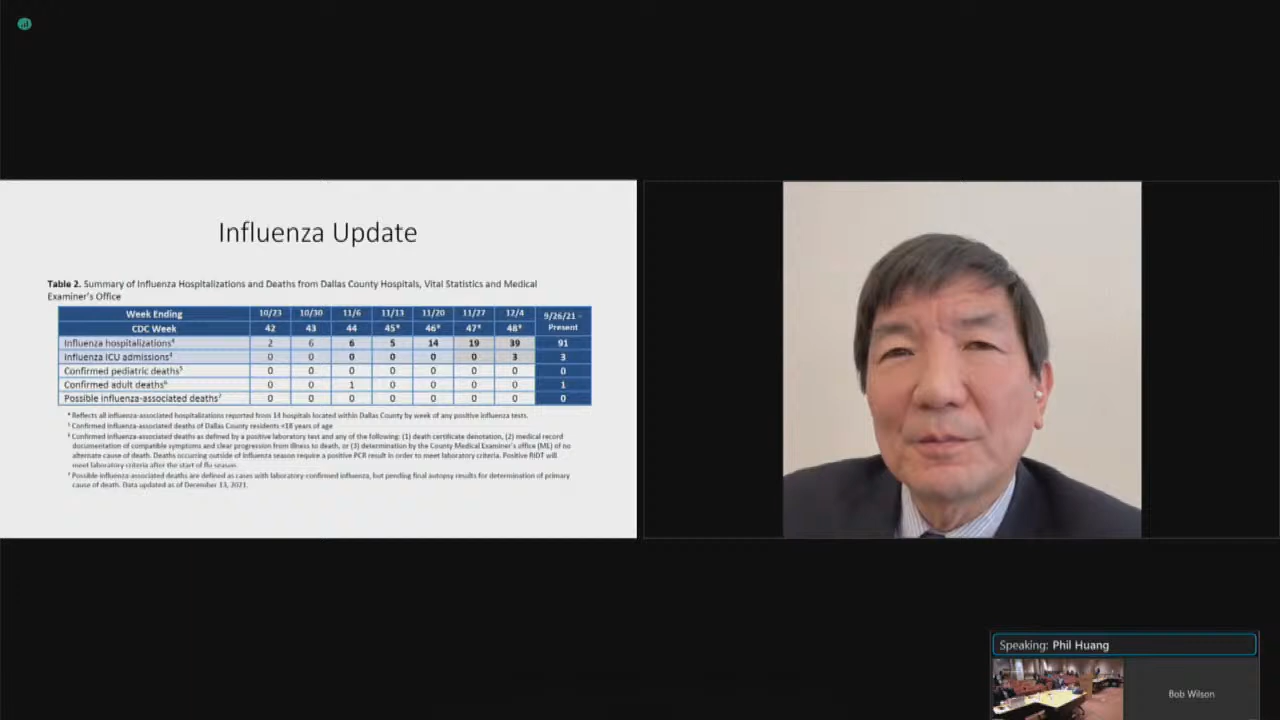 Influenza Update
Table 2. Summary of Influenza Hospitalizations and Deaths from Dallas County Hospitals, Vital Statistics and Medical
Examiner's Office
Week Ending 10/23 10/30 11/6 11/13 11/20 11/27 12/4 9/26/21 - Present
CDC Week 42 43 44 45* 46* 47* 48*
Influenza hospitalizations⁴ 2 6 6 5 14 19 39 91
Influenza ICU admissions⁴ 0 0 0 0 0 0 3 3
Confirmed pediatric deaths⁵ 0 0 0 0 0 0 0 0
Confirmed adult deaths⁶ 0 0 1 0 0 0 0 1
Possible influenza-associated deaths⁷ 0 0 0 0 0 0 0 0
⁴ Reflects all influenza-associated hospitalizations reported from 14 hospitals located within Dallas County by week of any positive influenza tests.
⁵ Confirmed influenza-associated deaths of Dallas County residents <18 years of age
⁶ Confirmed influenza-associated deaths as defined by a positive laboratory test and any of the following: (1) death certificate denotation, (2) medical record
documentation of compatible symptoms and clear progression from illness to death, or (3) determination by the County Medical Examiner's office (ME) of no
alternate cause of death. Deaths occurring outside of influenza season require a positive PCR result in order to meet laboratory criteria. Positive RIDT will
meet laboratory criteria after the start of flu season.
⁷ Possible influenza-associated deaths are defined as cases with laboratory-confirmed influenza, but pending final autopsy results for determination of primary
cause of death. Data updated as of December 13, 2021.
Speaking: Phil Huang
Bob Wilson